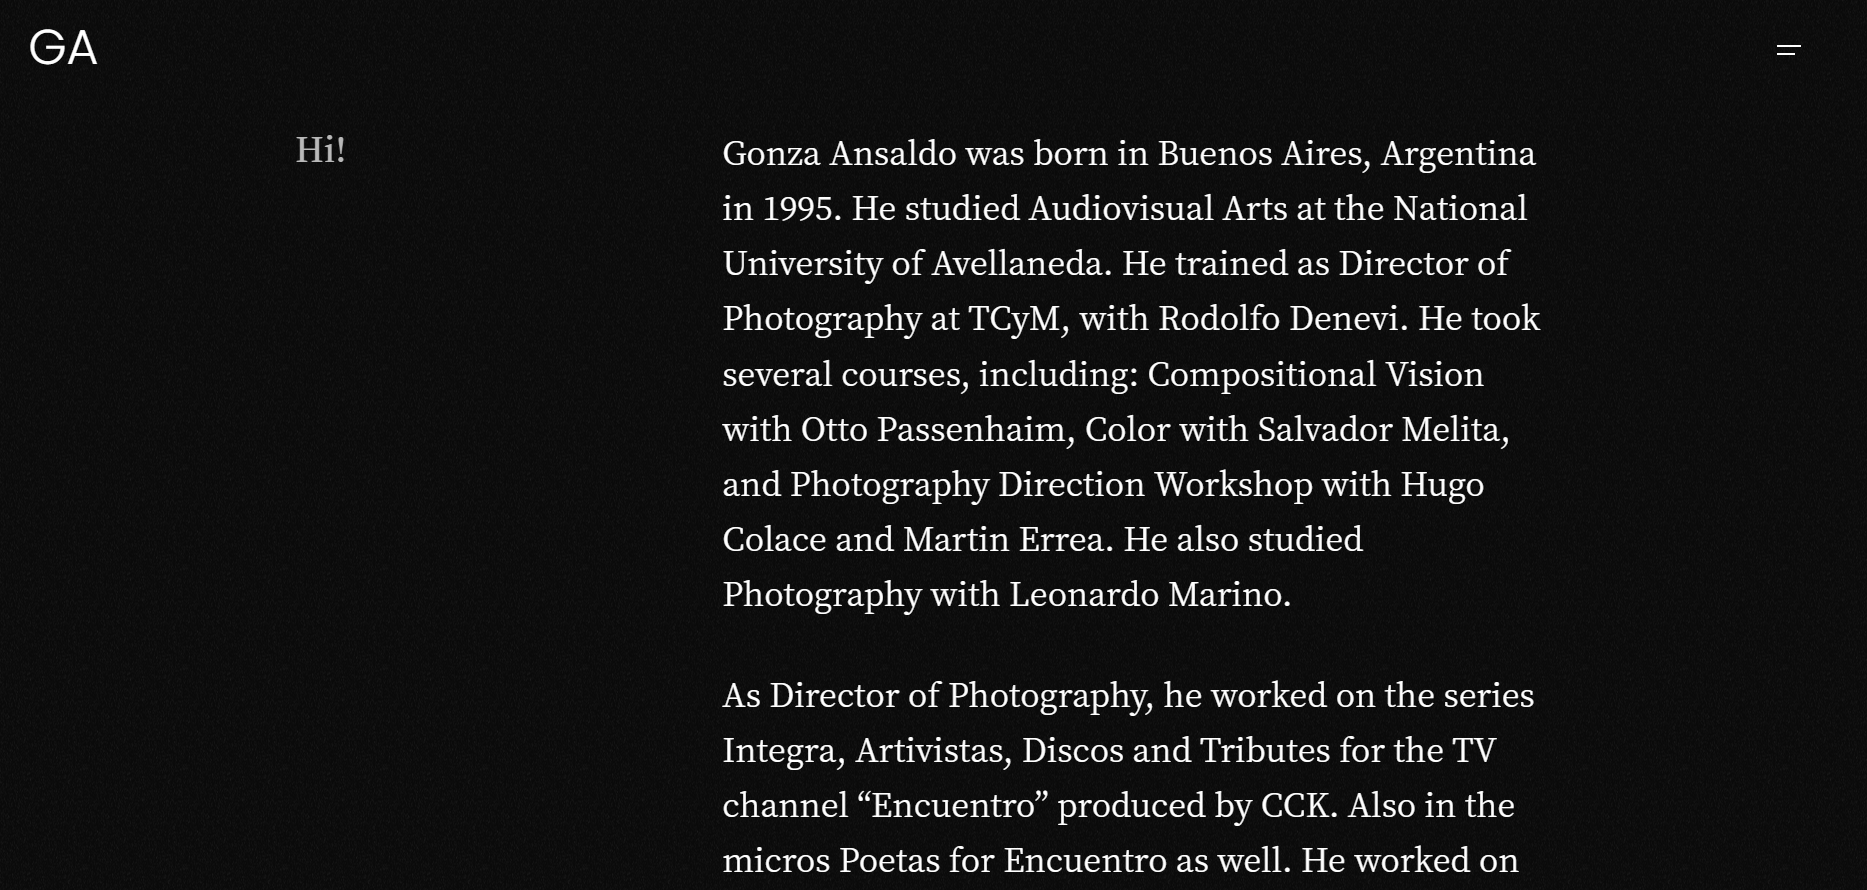 GA
Hi!
Gonza Ansaldo was born in Buenos Aires, Argentina
in 1995. He studied Audiovisual Arts at the National
University of Avellaneda. He trained as Director of
Photography at TCyM, with Rodolfo Denevi. He took
several courses, including: Compositional Vision
with Otto Passenhaim, Color with Salvador Melita,
and Photography Direction Workshop with Hugo
Colace and Martin Errea. He also studied
Photography with Leonardo Marino.
As Director of Photography, he worked on the series
Integra, Artivistas, Discos and Tributes for the TV
channel “Encuentro” produced by CCK. Also in the
micros Poetas for Encuentro as well. He worked on